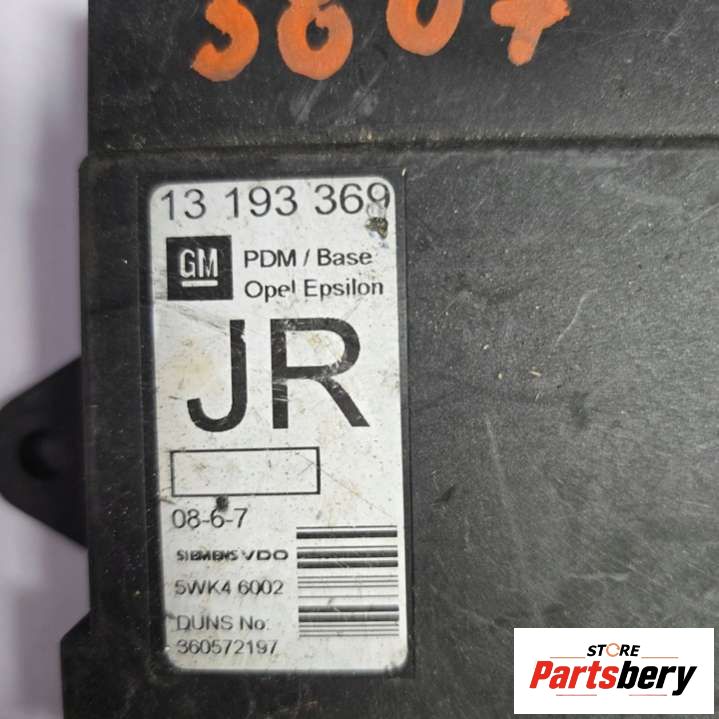 3807
13 193 369
GM PDM / Base
Opel Epsilon
JR
08-6-7
SIEMENS VDO
5WK4 6002
DUNS No:
360572197
STORE
Partsbery